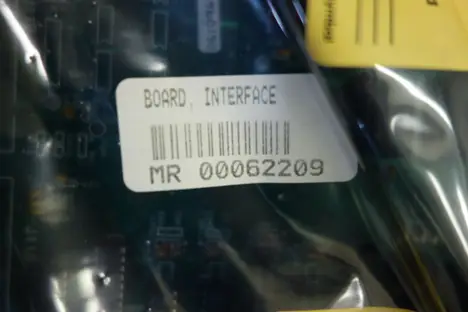 BOARD, INTERFACE
MR 00062209